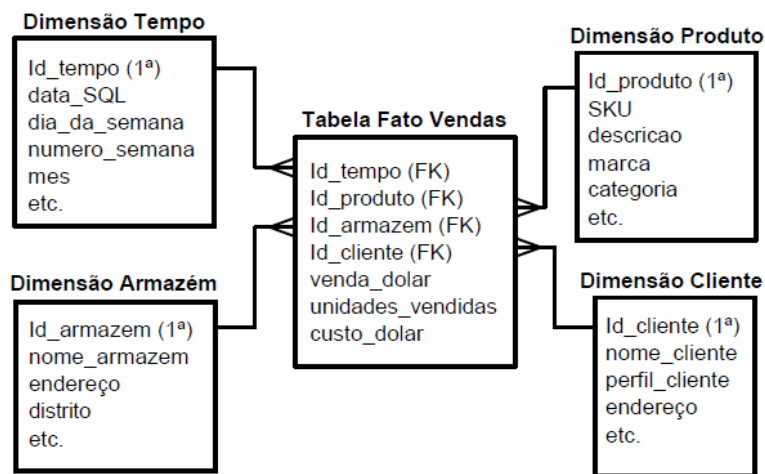 Dimensão Tempo
Id_tempo (1ª)
data_SQL
dia_da_semana
numero_semana
mes
etc.
Dimensão Produto
Id_produto (1ª)
SKU
descricao
marca
categoria
etc.
Tabela Fato Vendas
Id_tempo (FK)
Id_produto (FK)
Id_armazem (FK)
Id_cliente (FK)
venda_dolar
unidades_vendidas
custo_dolar
Dimensão Armazém
Id_armazem (1ª)
nome_armazem
endereço
distrito
etc.
Dimensão Cliente
Id_cliente (1ª)
nome_cliente
perfil_cliente
endereço
etc.